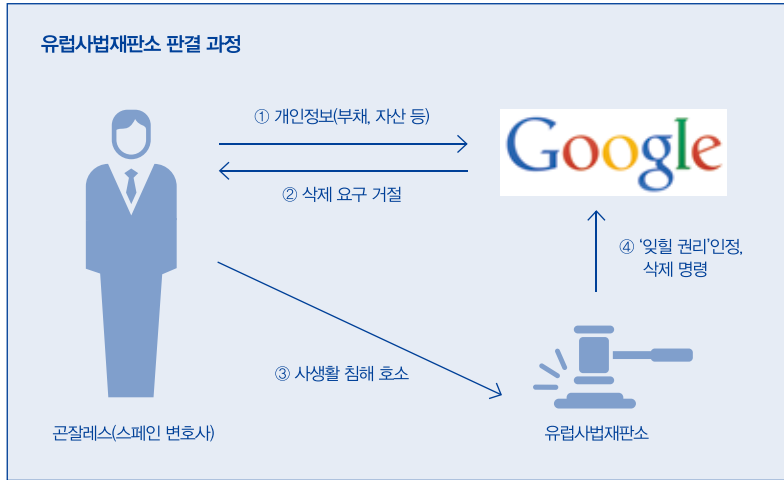 유럽사법재판소 판결 과정
① 개인정보(부채, 자산 등)
Google
② 삭제 요구 거절
④ ‘잊힐 권리’인정,
삭제 명령
③ 사생활 침해 호소
곤잘레스(스페인 변호사)
유럽사법재판소